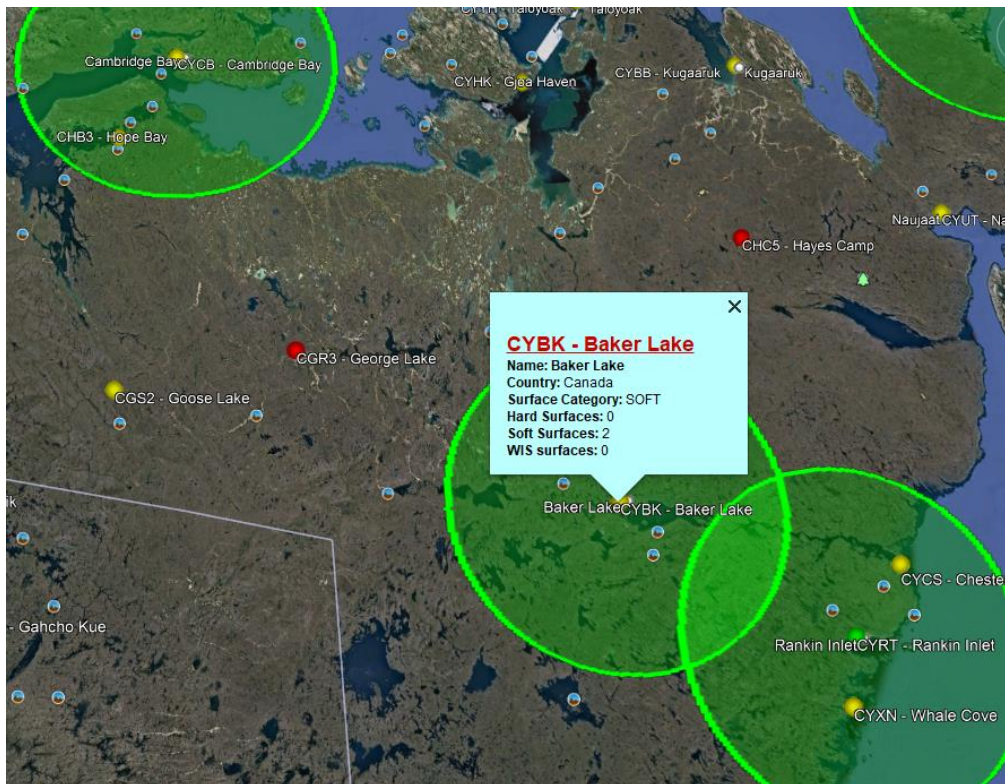 Taloyoak
Cambridge Bay
CYCB - Cambridge Bay
CYHK - Gjoa Haven
CYBB - Kugaaruk
Kugaaruk
CHB3 - Hope Bay
Naujaat
CYUT - Na
CHC5 - Hayes Camp
CYBK - Baker Lake
Name: Baker Lake
Country: Canada
Surface Category: SOFT
Hard Surfaces: 0
Soft Surfaces: 2
WIS surfaces: 0
CGR3 - George Lake
CGS2 - Goose Lake
Baker Lake
CYBK - Baker Lake
CYCS - Cheste
- Gahcho Kue
Rankin Inlet
CYRT - Rankin Inlet
CYXN - Whale Cove